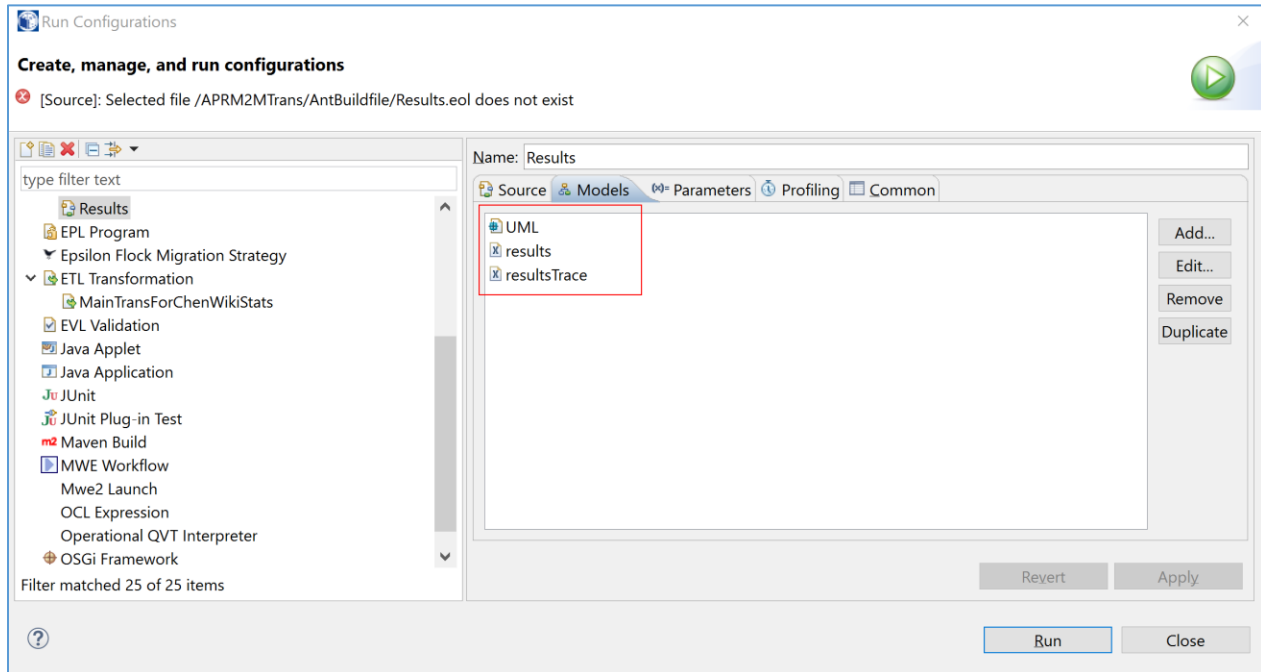 Run Configurations
Create, manage, and run configurations
[Source]: Selected file /APRM2MTrans/AntBuildfile/Results.eol does not exist
type filter text
Results
EPL Program
Epsilon Flock Migration Strategy
ETL Transformation
MainTransForChenWikiStats
EVL Validation
Java Applet
Java Application
Ju JUnit
Jü JUnit Plug-in Test
m2 Maven Build
MWE Workflow
Mwe2 Launch
OCL Expression
Operational QVT Interpreter
OSGi Framework
Filter matched 25 of 25 items
Name: Results
Source Models (x)= Parameters Profiling Common
UML
results
resultsTrace
Add...
Edit...
Remove
Duplicate
Revert Apply
Run Close